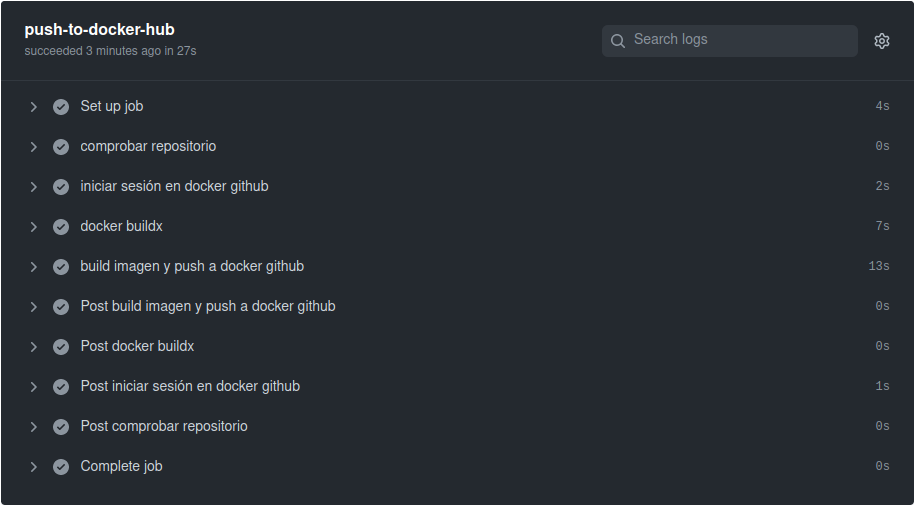 push-to-docker-hub
succeeded 3 minutes ago in 27s
Search logs
Set up job 4s
comprobar repositorio 0s
iniciar sesión en docker github 2s
docker buildx 7s
build imagen y push a docker github 13s
Post build imagen y push a docker github 0s
Post docker buildx 0s
Post iniciar sesión en docker github 1s
Post comprobar repositorio 0s
Complete job 0s